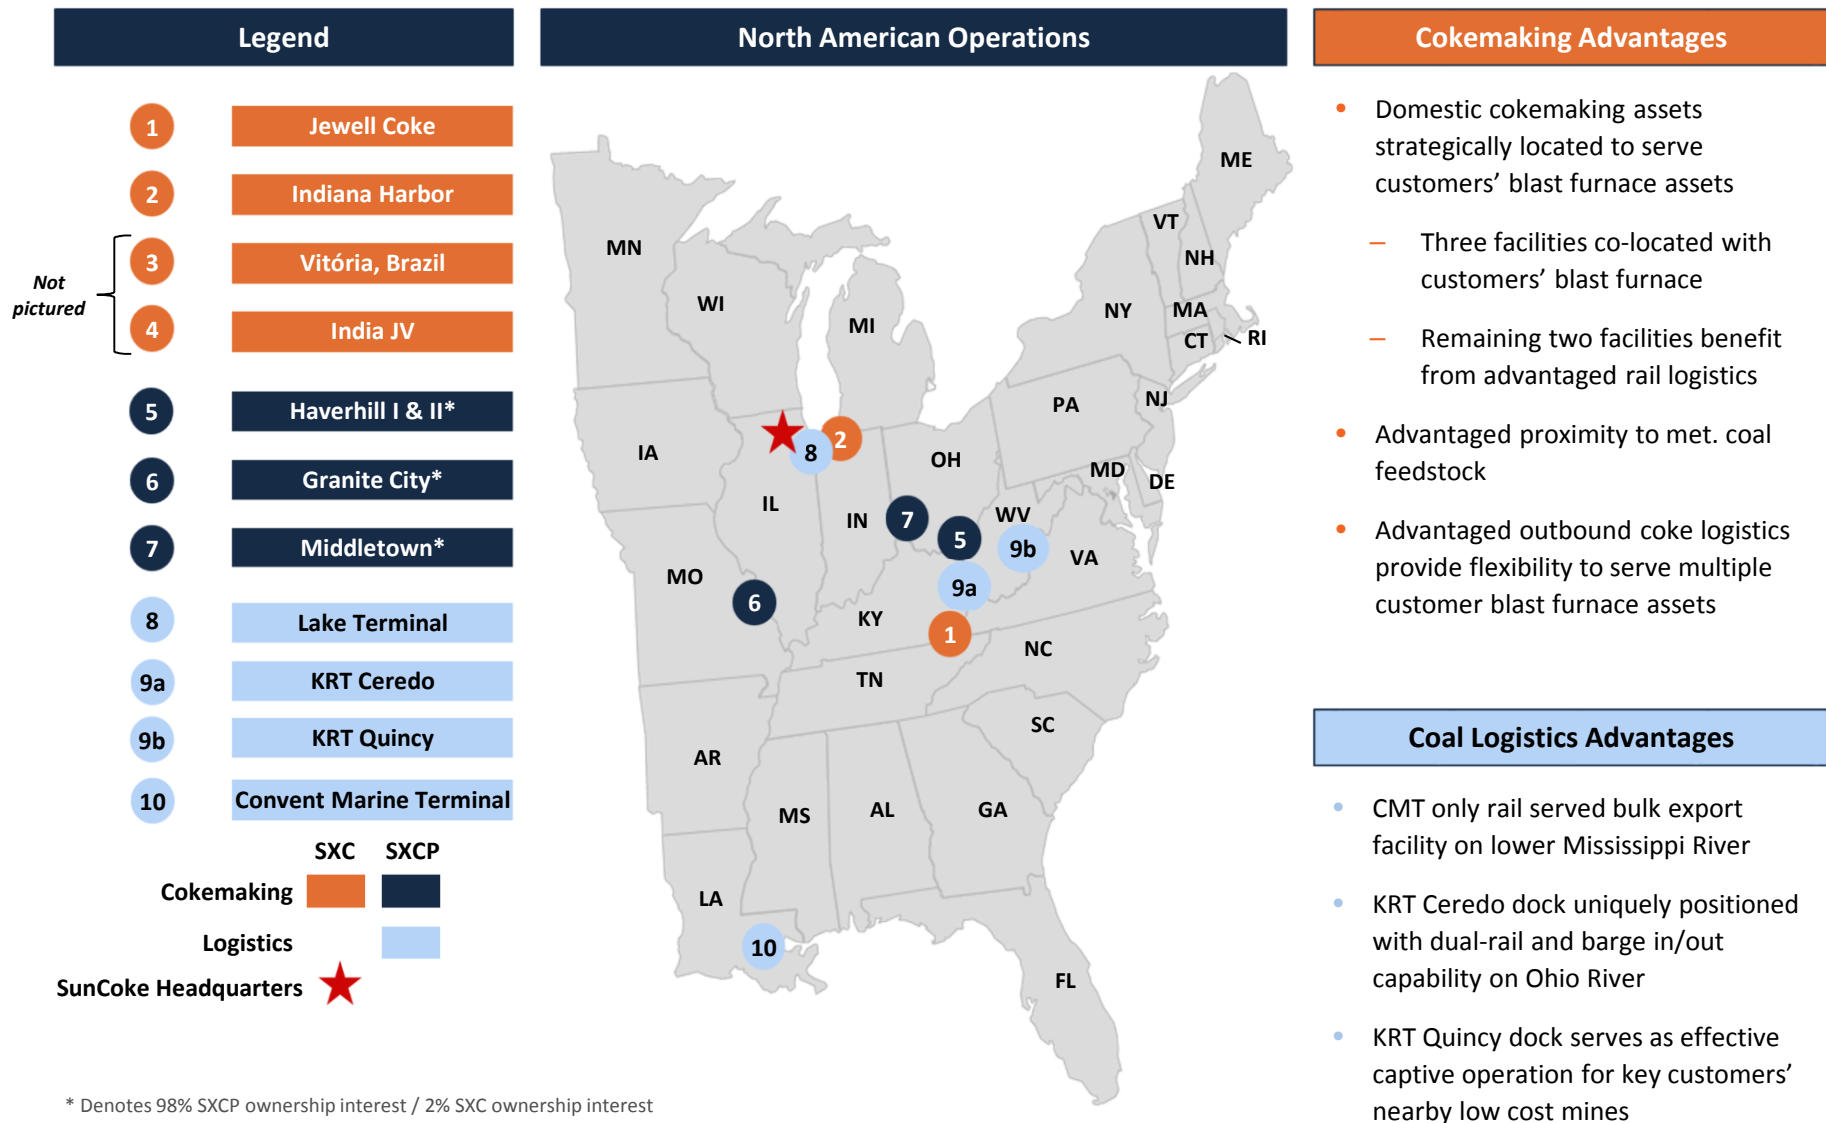 Legend
1 Jewell Coke
2 Indiana Harbor
Not
pictured
3 Vitória, Brazil
4 India JV
5 Haverhill I & II*
6 Granite City*
7 Middletown*
8 Lake Terminal
9a KRT Ceredo
9b KRT Quincy
10 Convent Marine Terminal
SXC SXCP
Cokemaking
Logistics
SunCoke Headquarters
* Denotes 98% SXCP ownership interest / 2% SXC ownership interest
North American Operations
ME
VT
MN
NH
WI
NY
MA
MI
CT
RI
PA
NJ
IA
8
2
OH
MD
DE
IL
IN
7
WV
5
9b
VA
MO
6
9a
KY
1
NC
TN
SC
AR
MS
AL
GA
LA
10
FL
Cokemaking Advantages
• Domestic cokemaking assets
strategically located to serve
customers’ blast furnace assets
– Three facilities co-located with
customers’ blast furnace
– Remaining two facilities benefit
from advantaged rail logistics
• Advantaged proximity to met. coal
feedstock
• Advantaged outbound coke logistics
provide flexibility to serve multiple
customer blast furnace assets
Coal Logistics Advantages
• CMT only rail served bulk export
facility on lower Mississippi River
• KRT Ceredo dock uniquely positioned
with dual-rail and barge in/out
capability on Ohio River
• KRT Quincy dock serves as effective
captive operation for key customers’
nearby low cost mines